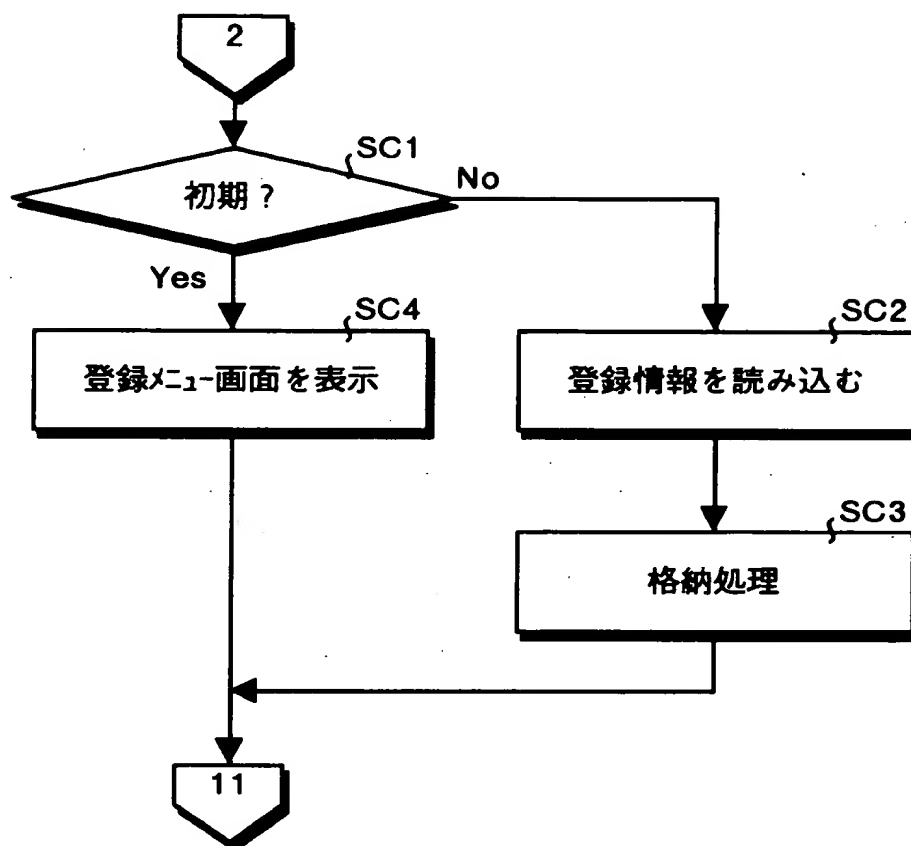 2
SC1
初期?
No
Yes
SC4
登録メニュー画面を表示
SC2
登録情報を読み込む
SC3
格納処理
11